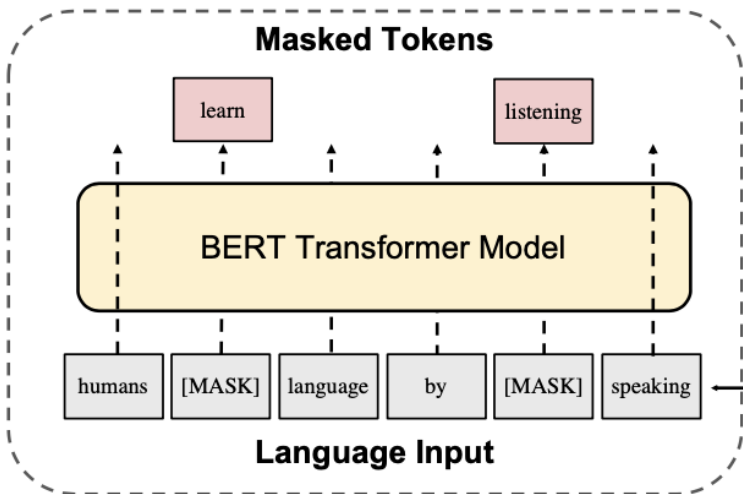 Masked Tokens
learn listening
BERT Transformer Model
humans [MASK] language by [MASK] speaking
Language Input